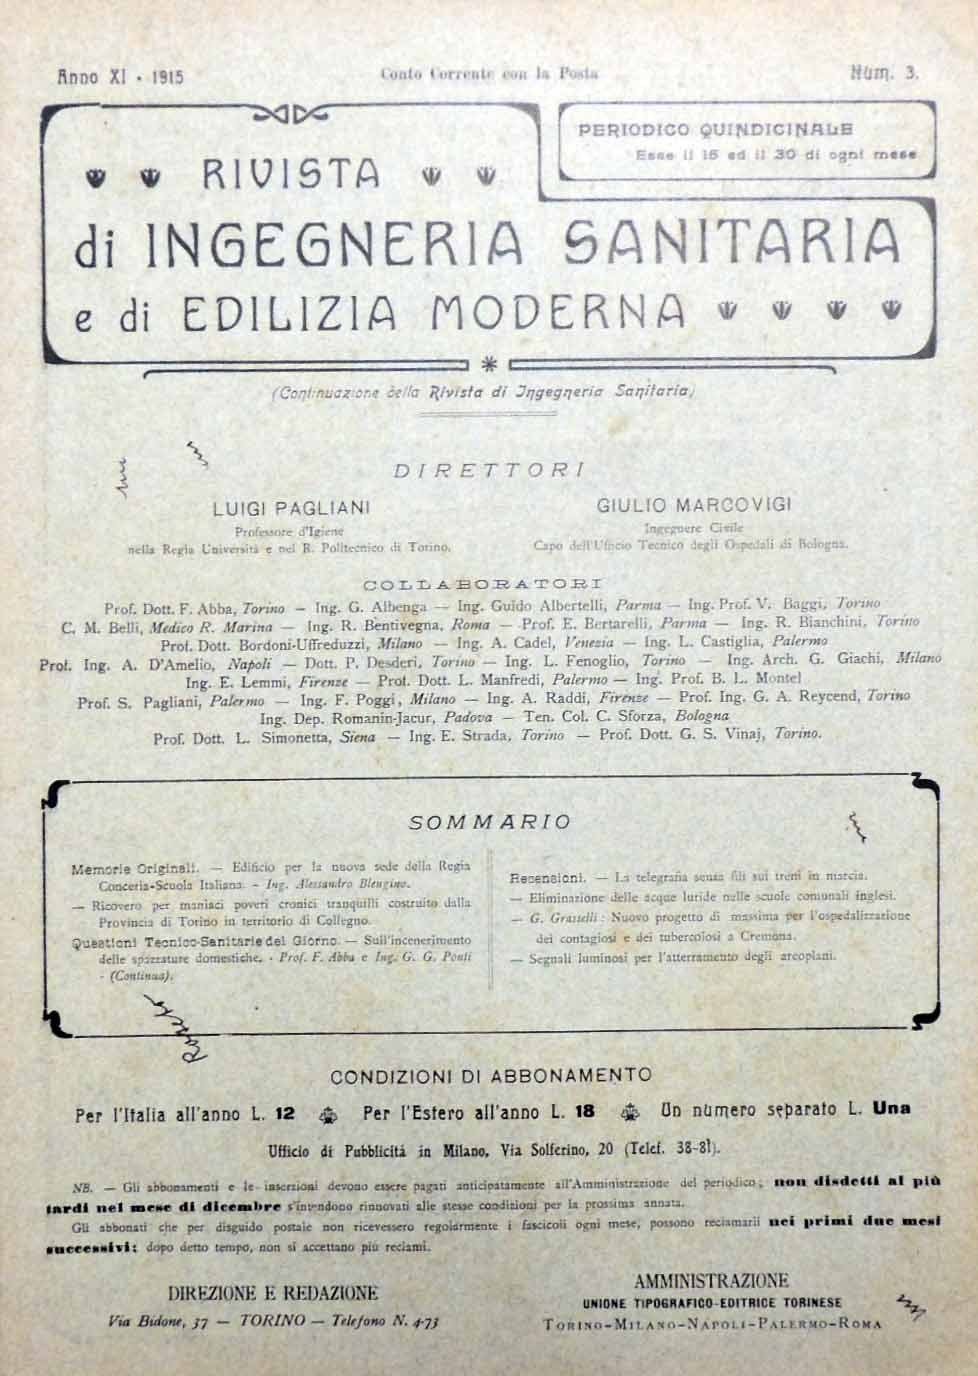 Anno XI - 1915
Conto Corrente con la Posta
Num. 3.
PERIODICO QUINDICINALE
Esce il 15 ed il 30 di ogni mese
RIVISTA
di INGEGNERIA SANITARIA
e di EDILIZIA MODERNA
(Continuazione della Rivista di Ingegneria Sanitaria)
DIRETTORI
LUIGI PAGLIANI
Professore d'Igiene
nella Regia Università e nel R. Politecnico di Torino.
GIULIO MARCOVIGI
Ingegnere Civile
Capo dell'Ufficio Tecnico degli Ospedali di Bologna.
COLLABORATORI
Prof. Dott. F. Abba, Torino — Ing. G. Albenga — Ing. Guido Albertelli, Parma — Ing. Prof. V. Baggi, Torino
C. M. Belli, Medico R. Marina — Ing. R. Bentivegna, Roma — Prof. E. Bertarelli, Parma — Ing. R. Bianchini, Torino
Prof. Dott. Bordoni-Uffreduzzi, Milano — Ing. A. Cadel, Venezia — Ing. L. Castiglia, Palermo
Prof. Ing. A. D'Amelio, Napoli — Dott. P. Desderi, Torino — Ing. L. Fenoglio, Torino — Ing. Arch. G. Giachi, Milano
Ing. E. Lemmi, Firenze — Prof. Dott. L. Manfredi, Palermo — Ing. Prof. B. L. Montel
Prof. S. Pagliani, Palermo — Ing. F. Poggi, Milano — Ing. A. Raddi, Firenze — Prof. Ing. G. A. Reycend, Torino
Ing. Dep. Romanin-Jacur, Padova — Ten. Col. C. Sforza, Bologna
Prof. Dott. L. Simonetta, Siena — Ing. E. Strada, Torino — Prof. Dott. G. S. Vinaj, Torino.
SOMMARIO
Memorie Originali. — Edificio per la nuova sede della Regia
Conceria-Scuola Italiana. - Ing. Alessandro Blengino.
— Ricovero per maniaci poveri cronici tranquilli costruito dalla
Provincia di Torino in territorio di Collegno.
Questioni Tecnico-Sanitarie del Giorno. — Sull'incenerimento
delle spazzature domestiche. - Prof. F. Abba e Ing. G. G. Ponti
- (Continua).
Recensioni. — La telegrafia senza fili sui treni in marcia.
— Eliminazione delle acque luride nelle scuole comunali inglesi.
— G. Grasselli: Nuovo progetto di massima per l'ospedalizzazione
dei contagiosi e dei tubercolosi a Cremona.
— Segnali luminosi per l'atterramento degli areoplani.
CONDIZIONI DI ABBONAMENTO
Per l'Italia all'anno L. 12 Per l'Estero all'anno L. 18 Un numero separato L. Una
Ufficio di Pubblicità in Milano, Via Solferino, 20 (Telef. 38-81).
NB. — Gli abbonamenti e le inserzioni devono essere pagati anticipatamente all'Amministrazione del periodico; non disdetti al più
tardi nel mese di dicembre s'intendono rinnovati alle stesse condizioni per la prossima annata.
Gli abbonati che per disguido postale non ricevessero regolarmente i fascicoli ogni mese, possono reclamarli nei primi due mesi
successivi; dopo detto tempo, non si accettano più reclami.
DIREZIONE E REDAZIONE
Via Bidone, 37 — TORINO — Telefono N. 4-73
AMMINISTRAZIONE
UNIONE TIPOGRAFICO-EDITRICE TORINESE
TORINO-MILANO-NAPOLI-PALERMO-ROMA